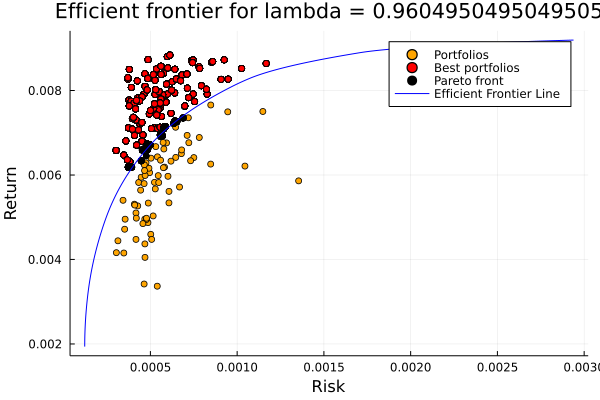 Efficient frontier for lambda = 0.9604950495049505
Portfolios
Best portfolios
Pareto front
Efficient Frontier Line
Return
0.008
0.006
0.004
0.002
0.0005
0.0010
0.0015
0.0020
0.0025
0.0030
Risk